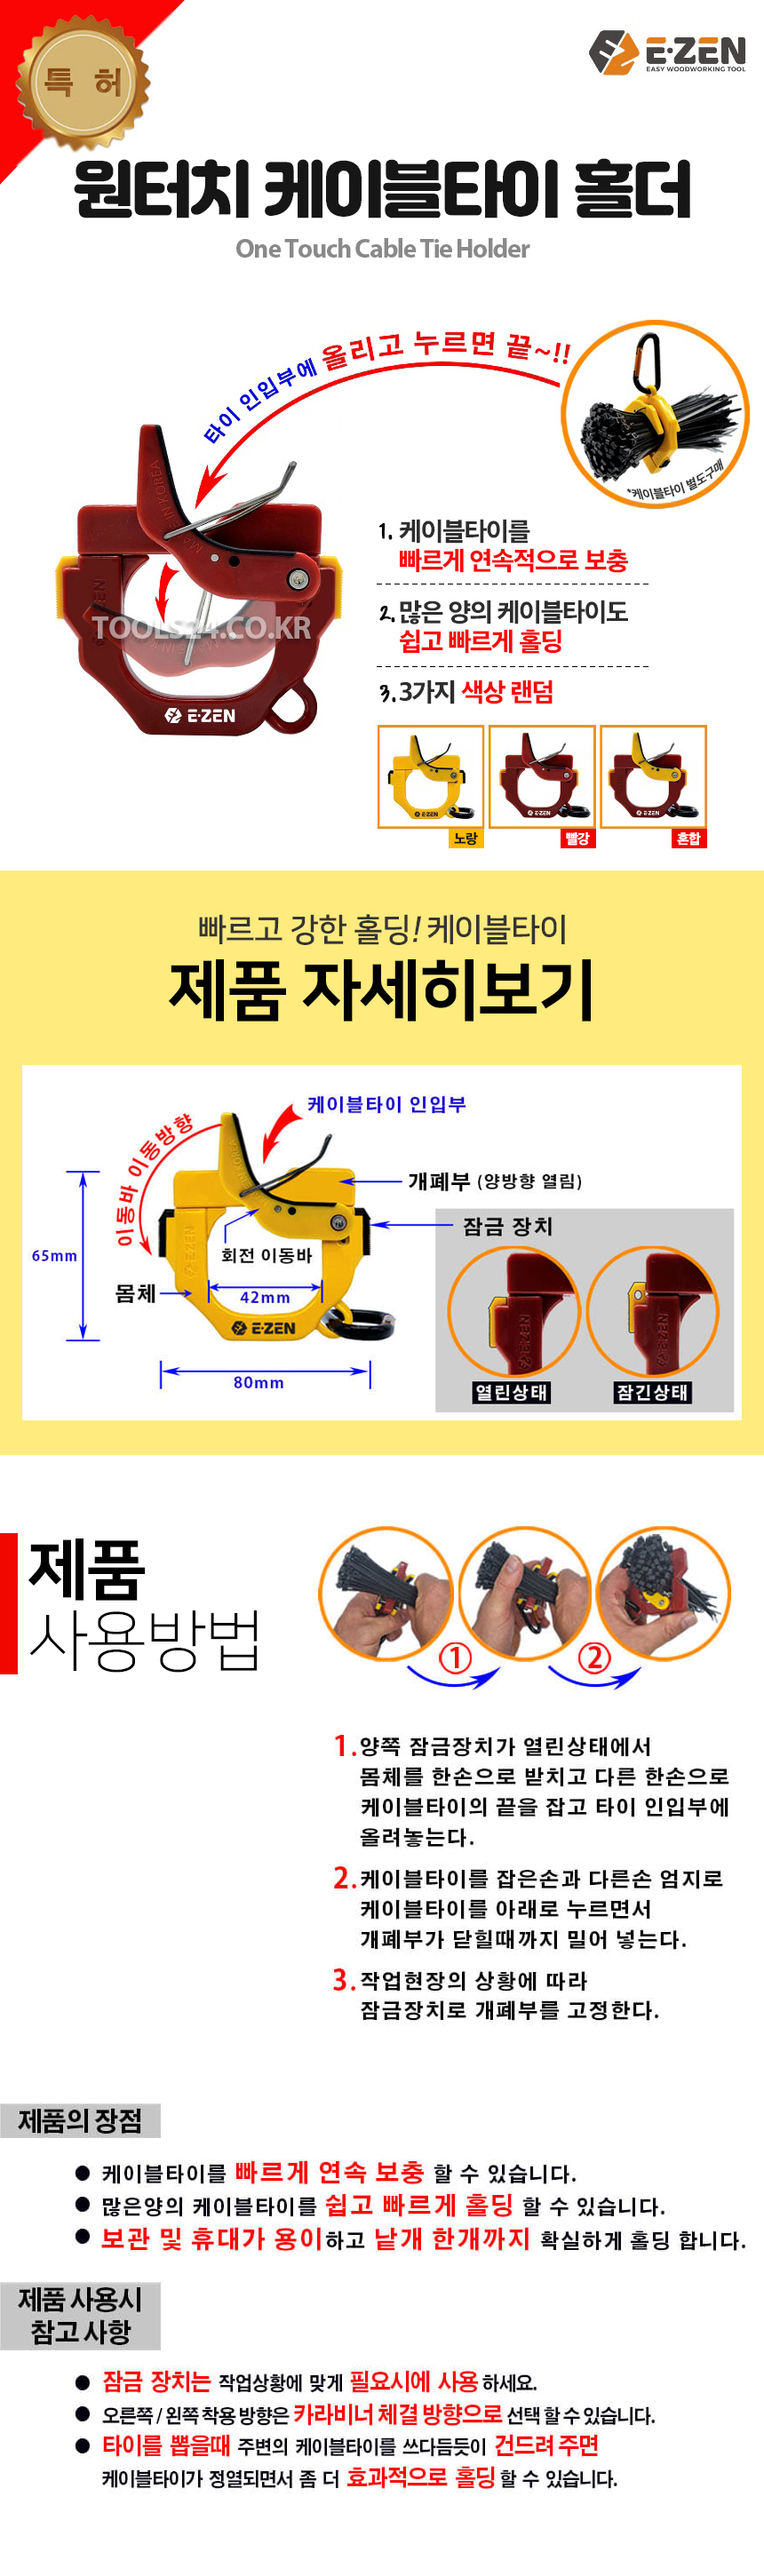 특 허
E·ZEN
EASY WOODWORKING TOOL
원터치 케이블타이 홀더
One Touch Cable Tie Holder
타이 인입부에 올리고 누르면 끝~!!
*케이블타이 별도구매
MADE IN KOREA
E·ZEN
TOOLS24.CO.KR
E·ZEN
1. 케이블타이를
빠르게 연속적으로 보충
2. 많은 양의 케이블타이도
쉽고 빠르게 홀딩
3. 3가지 색상 랜덤
E·ZEN
E·ZEN
E·ZEN
노랑
빨강
혼합
빠르고 강한 홀딩! 케이블타이
제품 자세히보기
케이블타이 인입부
이동바 이동방향
개폐부 (양방향 열림)
잠금 장치
65mm
회전 이동바
몸체
42mm
E·ZEN
E·ZEN
80mm
E·ZEN
E·ZEN
열린상태
잠긴상태
제품
사용방법
1
2
1. 양쪽 잠금장치가 열린상태에서
몸체를 한손으로 받치고 다른 한손으로
케이블타이의 끝을 잡고 타이 인입부에
올려놓는다.
2. 케이블타이를 잡은손과 다른손 엄지로
케이블타이를 아래로 누르면서
개폐부가 닫힐때까지 밀어 넣는다.
3. 작업현장의 상황에 따라
잠금장치로 개폐부를 고정한다.
제품의 장점
● 케이블타이를 빠르게 연속 보충 할 수 있습니다.
● 많은양의 케이블타이를 쉽고 빠르게 홀딩 할 수 있습니다.
● 보관 및 휴대가 용이하고 낱개 한개까지 확실하게 홀딩 합니다.
제품 사용시
참고 사항
● 잠금 장치는 작업상황에 맞게 필요시에 사용 하세요.
● 오른쪽 / 왼쪽 착용 방향은 카라비너 체결 방향으로 선택 할 수 있습니다.
● 타이를 뽑을때 주변의 케이블타이를 쓰다듬듯이 건드려 주면
케이블타이가 정열되면서 좀 더 효과적으로 홀딩 할 수 있습니다.